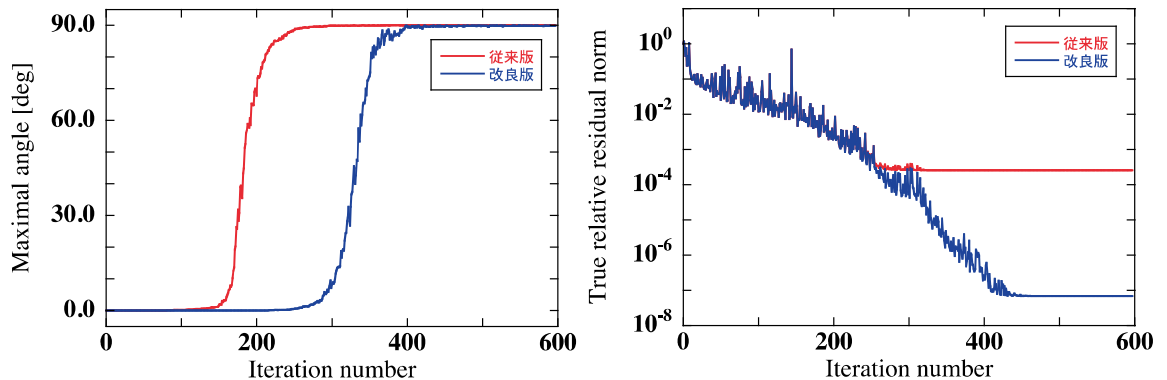 90.0
60.0
30.0
0.0
Maximal angle [deg]
従来版
改良版
0
200
400
600
Iteration number
10^0
10^-2
10^-4
10^-6
10^-8
True relative residual norm
従来版
改良版
0
200
400
600
Iteration number